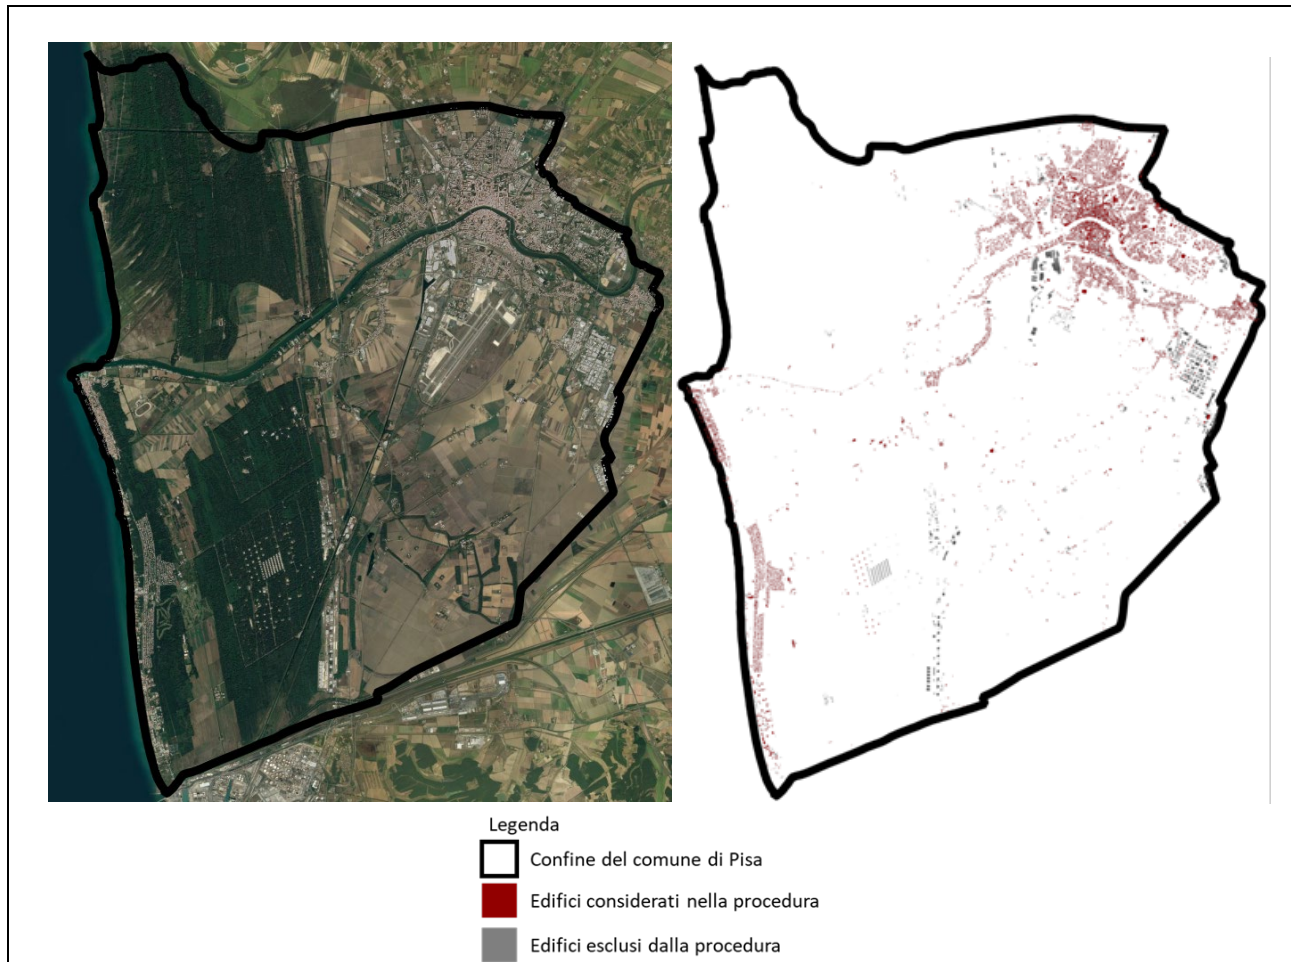 Legenda
Confine del comune di Pisa
Edifici considerati nella procedura
Edifici esclusi dalla procedura